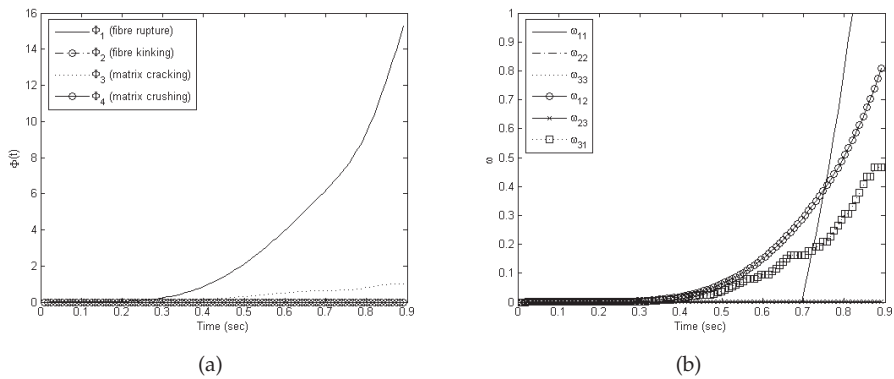 16
14
12
10
8
6
4
2
0
Φ(t)
Φ1 (fibre rupture)
Φ2 (fibre kinking)
Φ3 (matrix cracking)
Φ4 (matrix crushing)
0 0.1 0.2 0.3 0.4 0.5 0.6 0.7 0.8 0.9
Time (sec)
(a)
1
0.9
0.8
0.7
0.6
0.5
0.4
0.3
0.2
0.1
0
ω
ω11
ω22
ω33
ω12
ω23
ω31
0 0.1 0.2 0.3 0.4 0.5 0.6 0.7 0.8 0.9
Time (sec)
(b)